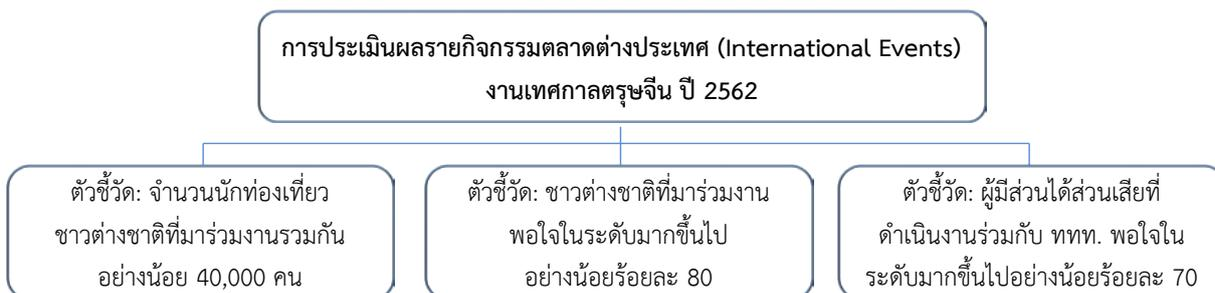 การประเมินผลรายกิจกรรมตลาดต่างประเทศ (International Events)
งานเทศกาลตรุษจีน ปี 2562
ตัวชี้วัด: จำนวนนักท่องเที่ยว
ชาวต่างชาติที่มาร่วมงานรวมกัน
อย่างน้อย 40,000 คน
ตัวชี้วัด: ชาวต่างชาติที่มาร่วมงาน
พอใจในระดับมากขึ้นไป
อย่างน้อยร้อยละ 80
ตัวชี้วัด: ผู้มีส่วนได้ส่วนเสียที่
ดำเนินงานร่วมกับ ททท. พอใจใน
ระดับมากขึ้นไปอย่างน้อยร้อยละ 70